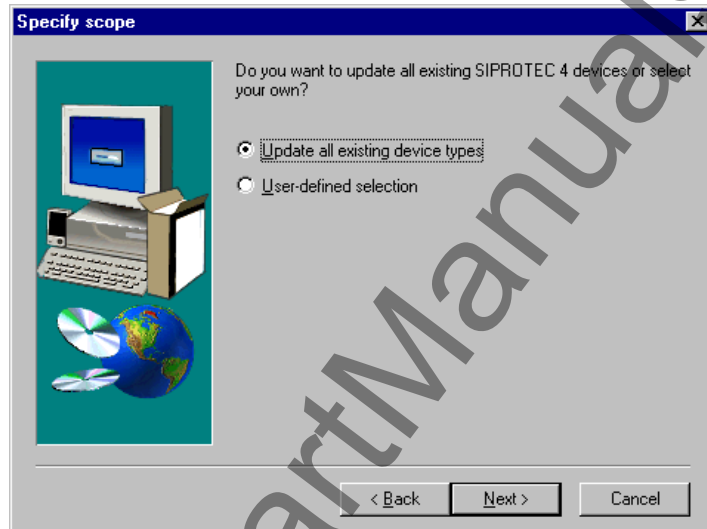 Specify scope
Do you want to update all existing SIPROTEC 4 devices or select
your own?
Update all existing device types
User-defined selection
< Back
Next >
Cancel